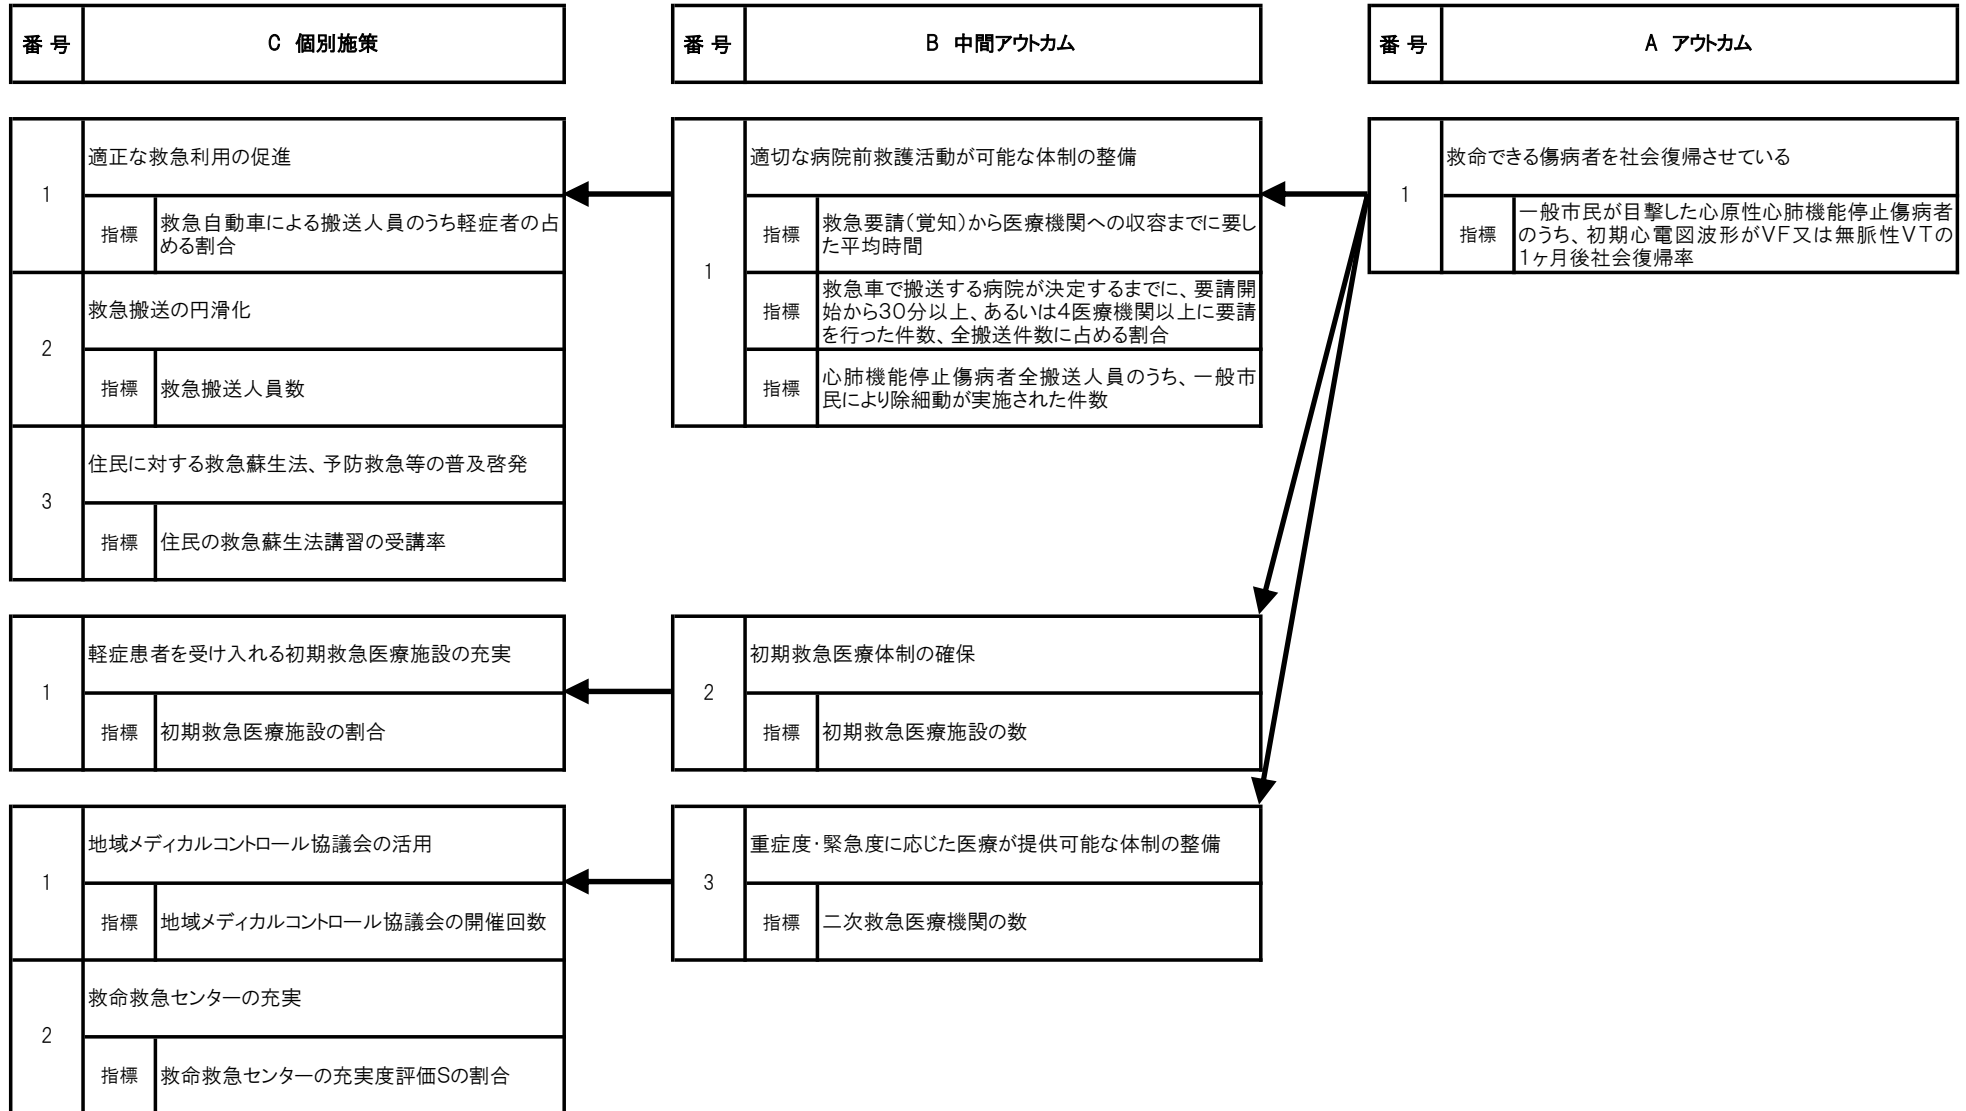 番 号
C 個別施策
番 号
B 中間アウトカム
番 号
A アウトカム
1
適正な救急利用の促進
指標
救急自動車による搬送人員のうち軽症者の占
める割合
2
救急搬送の円滑化
指標
救急搬送人員数
3
住民に対する救急蘇生法、予防救急等の普及啓発
指標
住民の救急蘇生法講習の受講率
1
適切な病院前救護活動が可能な体制の整備
指標
救急要請(覚知)から医療機関への収容までに要し
た平均時間
指標
救急車で搬送する病院が決定するまでに、要請開
始から30分以上、あるいは4医療機関以上に要請
を行った件数、全搬送件数に占める割合
指標
心肺機能停止傷病者全搬送人員のうち、一般市
民により除細動が実施された件数
1
救命できる傷病者を社会復帰させている
指標
一般市民が目撃した心原性心肺機能停止傷病者
のうち、初期心電図波形がVF又は無脈性VTの
1ヶ月後社会復帰率
1
軽症患者を受け入れる初期救急医療施設の充実
指標
初期救急医療施設の割合
2
初期救急医療体制の確保
指標
初期救急医療施設の数
1
地域メディカルコントロール協議会の活用
指標
地域メディカルコントロール協議会の開催回数
2
救命救急センターの充実
指標
救命救急センターの充実度評価Sの割合
3
重症度・緊急度に応じた医療が提供可能な体制の整備
指標
二次救急医療機関の数